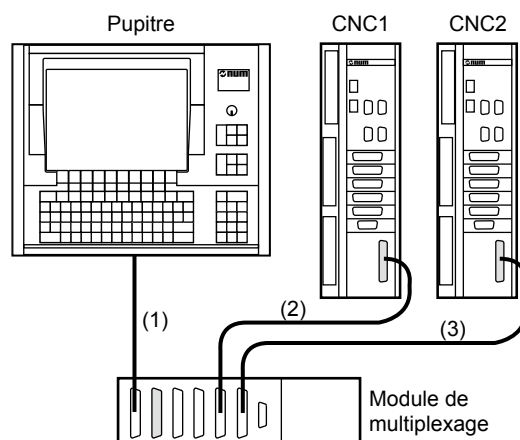 Pupitre
CNC1
CNC2
num
num
num
(1)
(2)
(3)
Module de
multiplexage